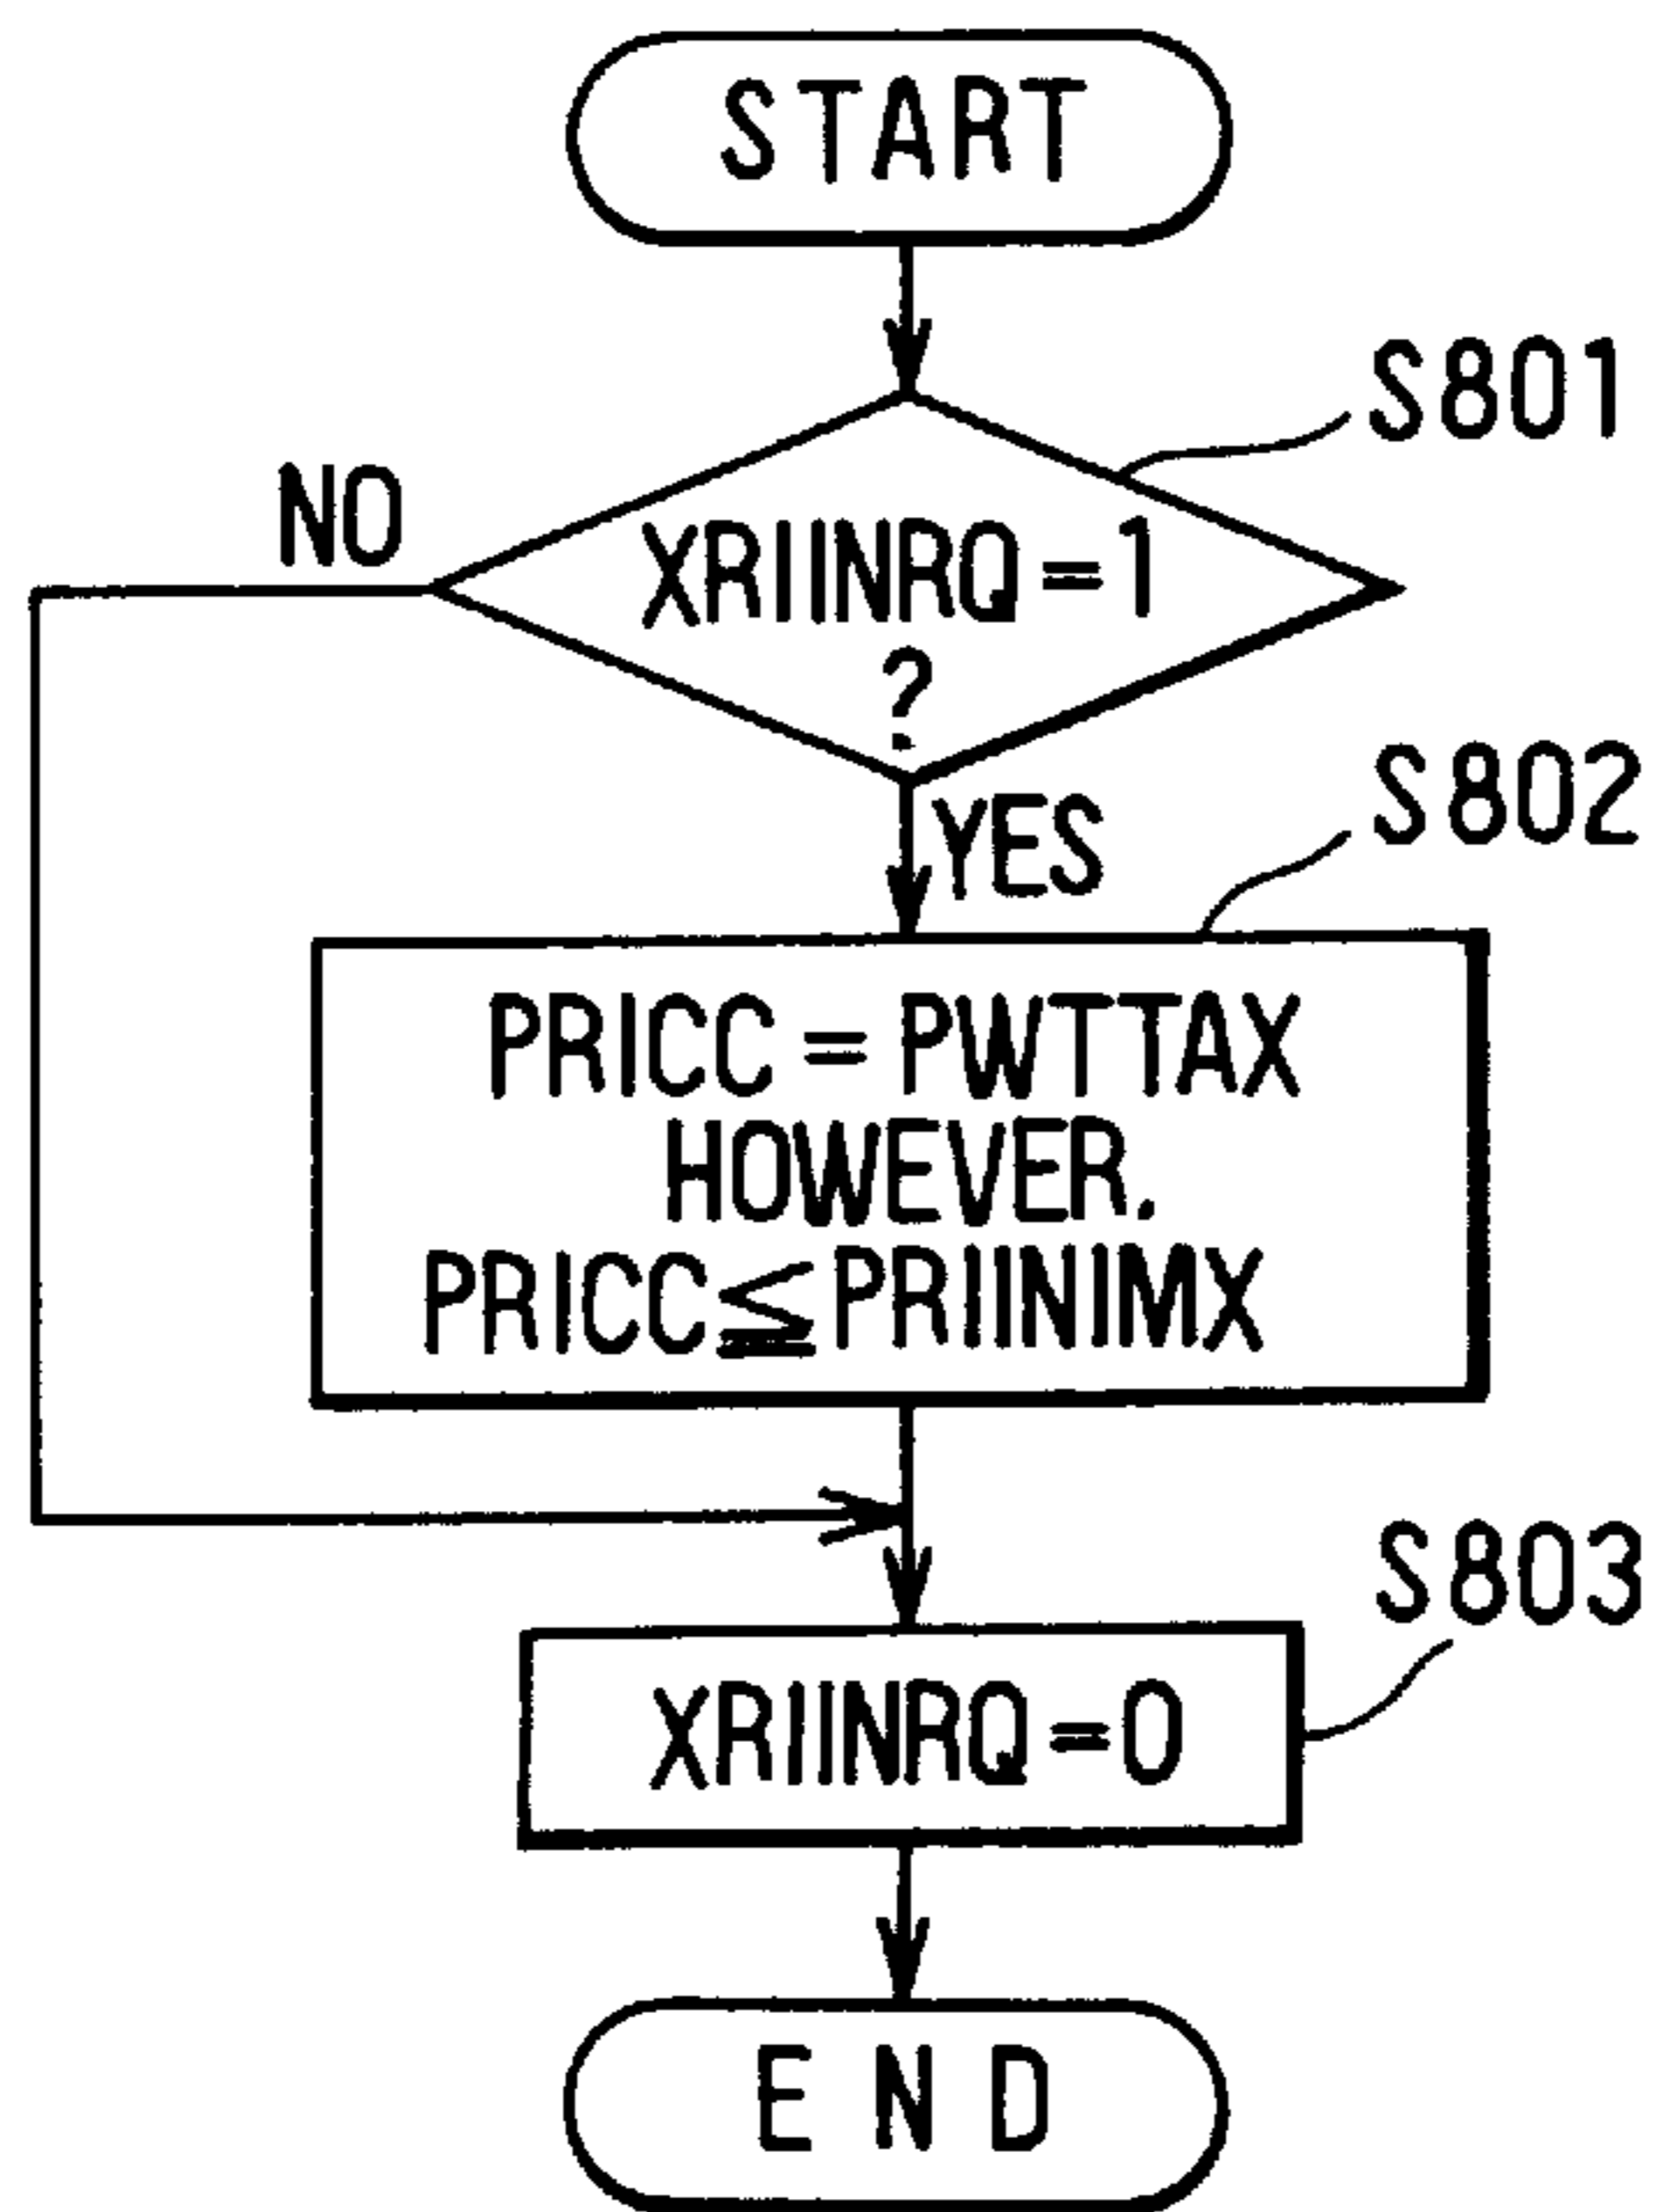 START
S801
NO
XRIINRQ=1
?
YES
S802
PRICC = PWTTAX
HOWEVER,
PRICC≦PRIINIMX
S803
XRIINRQ=0
END